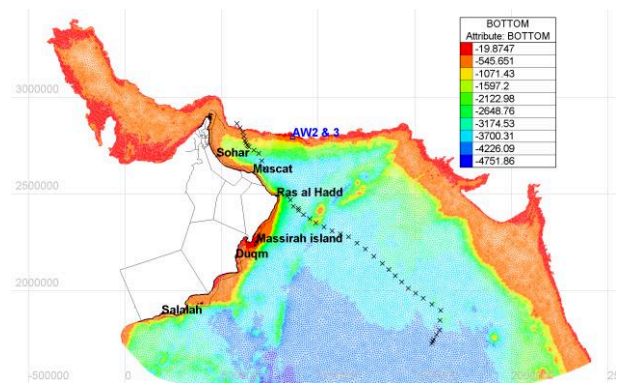 BOTTOM
Attribute: BOTTOM
-19.8747
-545.651
-1071.43
-1597.2
-2122.98
-2648.76
-3174.53
-3700.31
-4226.09
-4751.86
3000000
AW2 & 3
Sohar
Muscat
2500000
Ras al Hadd
Massirah island
Duqm
2000000
Salalah
-500000
0